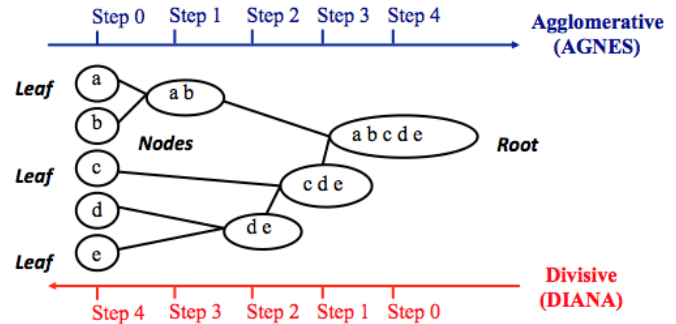 Step 0 Step 1 Step 2 Step 3 Step 4
Agglomerative
(AGNES)
Leaf
a
a b
b
Nodes
a b c d e
Root
Leaf
c
c d e
d
d e
Leaf
e
Divisive
(DIANA)
Step 4 Step 3 Step 2 Step 1 Step 0